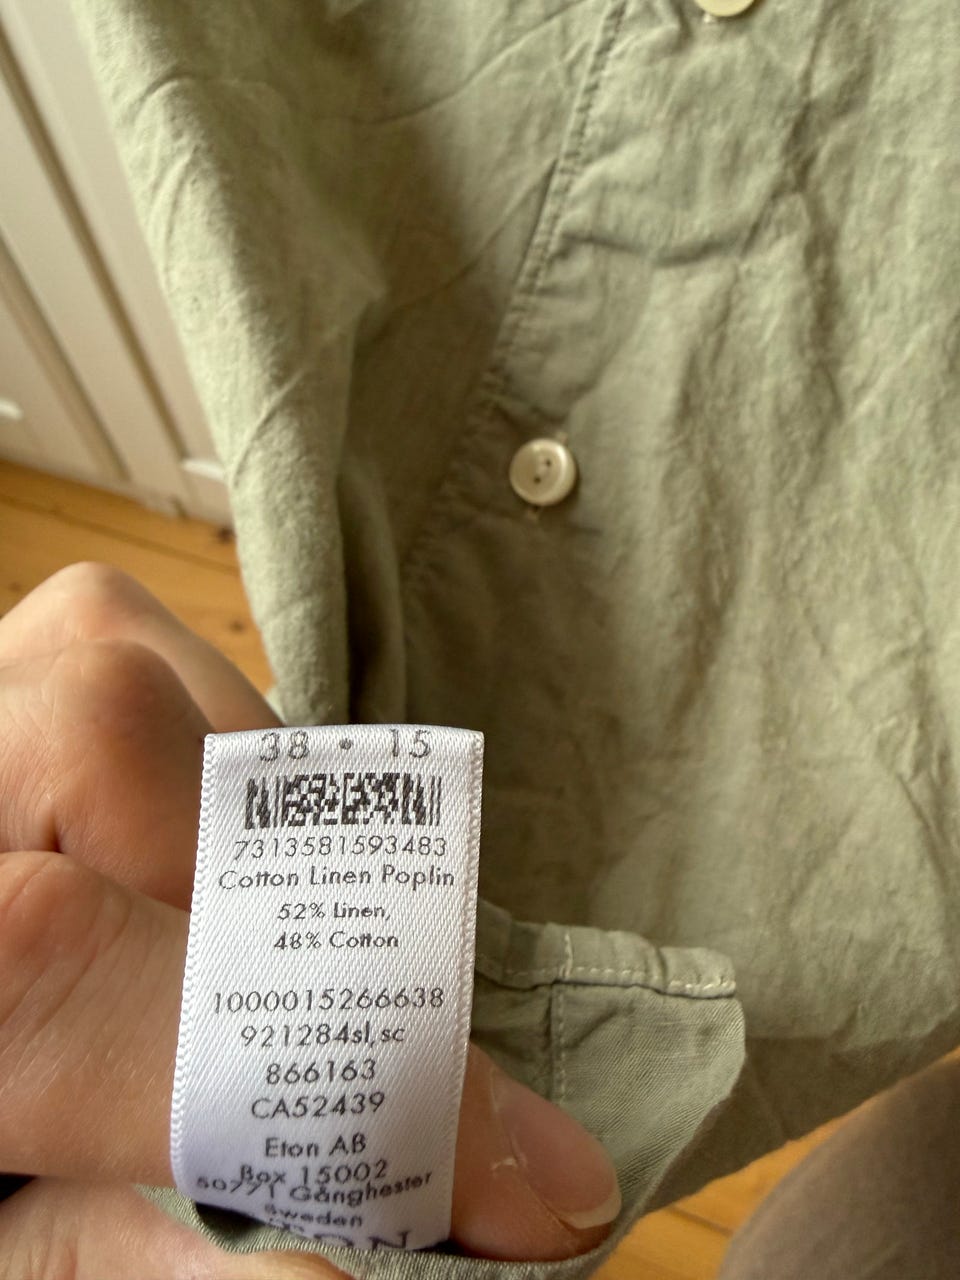 38 • 15
7313581593483
Cotton Linen Poplin
52% Linen,
48% Cotton
1000015266638
921284sl,sc
866163
CA52439
Eton AB
Box 15002
50771 Gånghester
Sweden